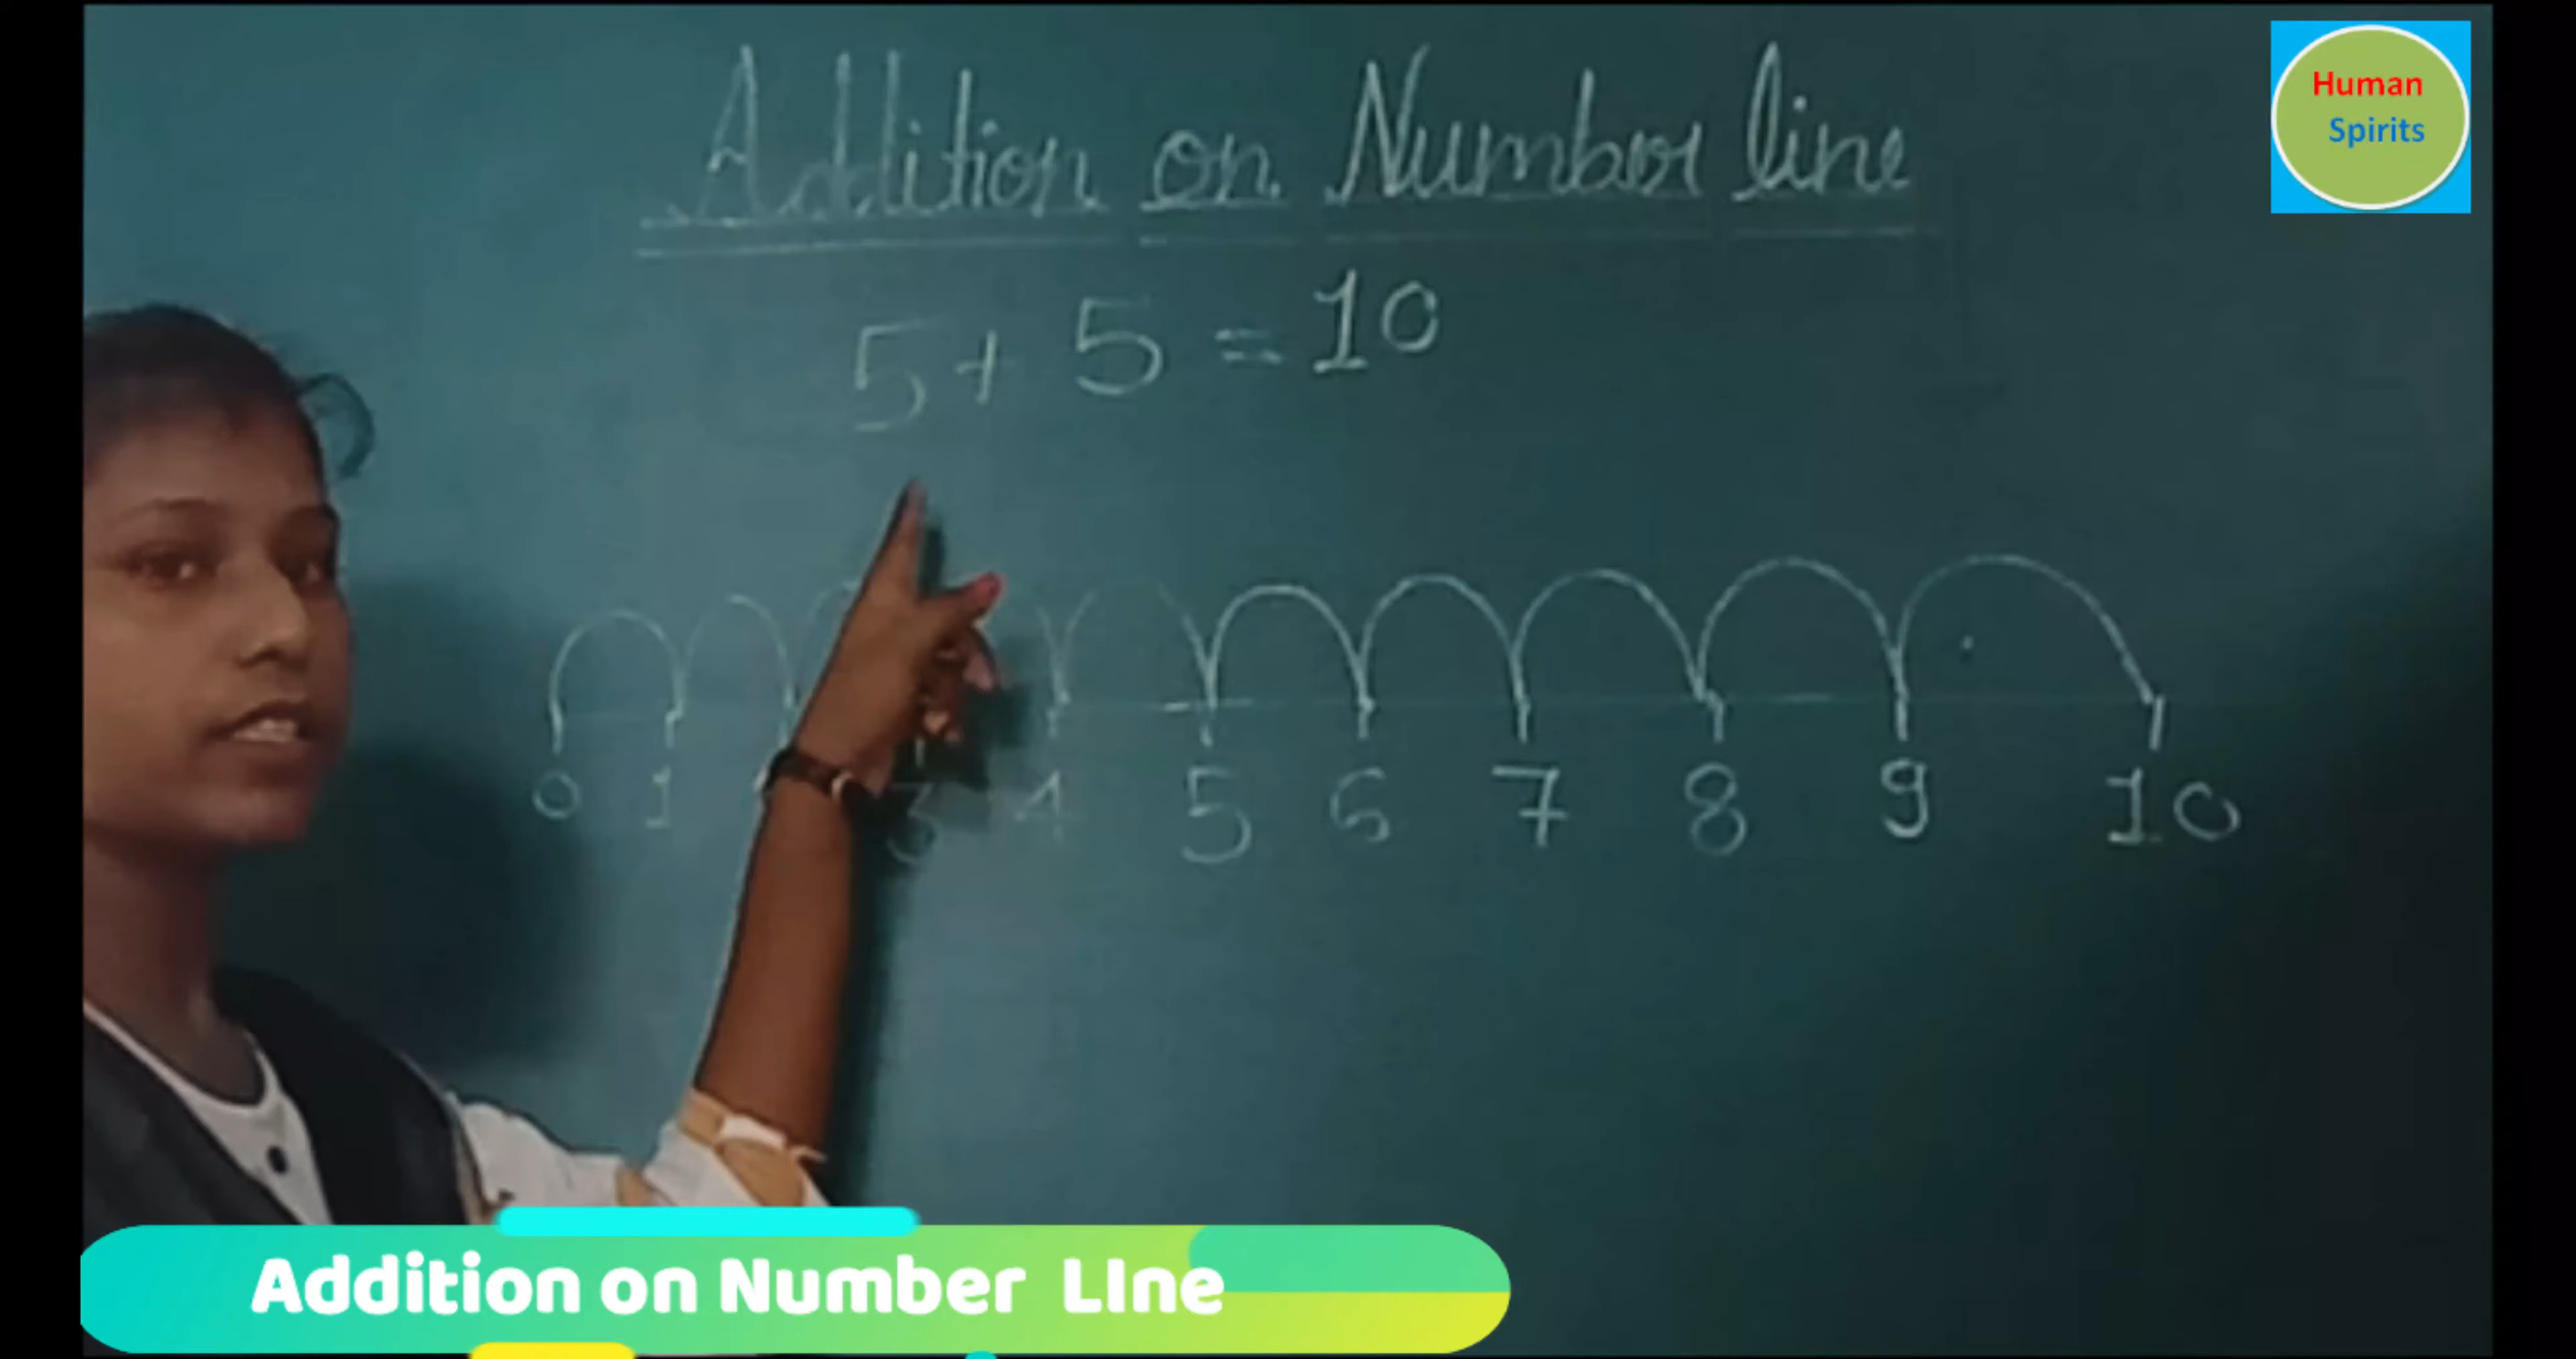 Addition on Number line
Human
Spirits
5 + 5 = 10
0 1 3 4 5 6 7 8 9 10
Addition on Number LIne